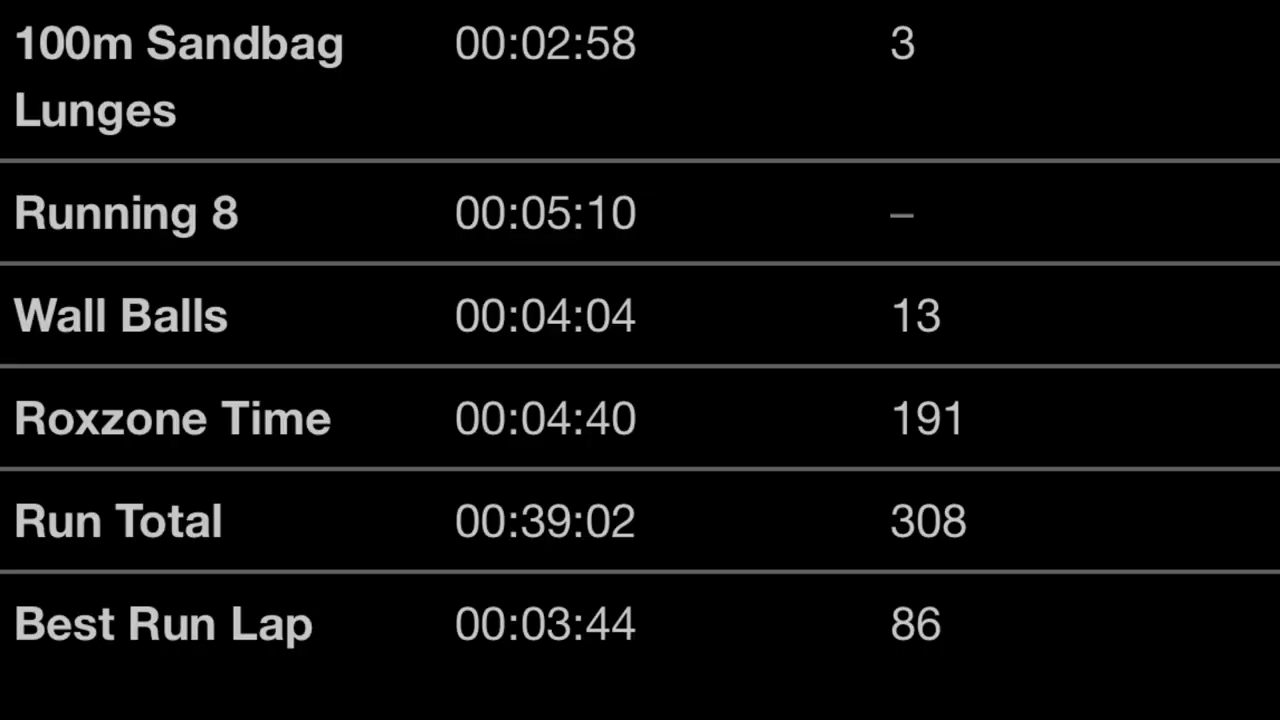 100m Sandbag Lunges 00:02:58 3
Running 8 00:05:10 –
Wall Balls 00:04:04 13
Roxzone Time 00:04:40 191
Run Total 00:39:02 308
Best Run Lap 00:03:44 86